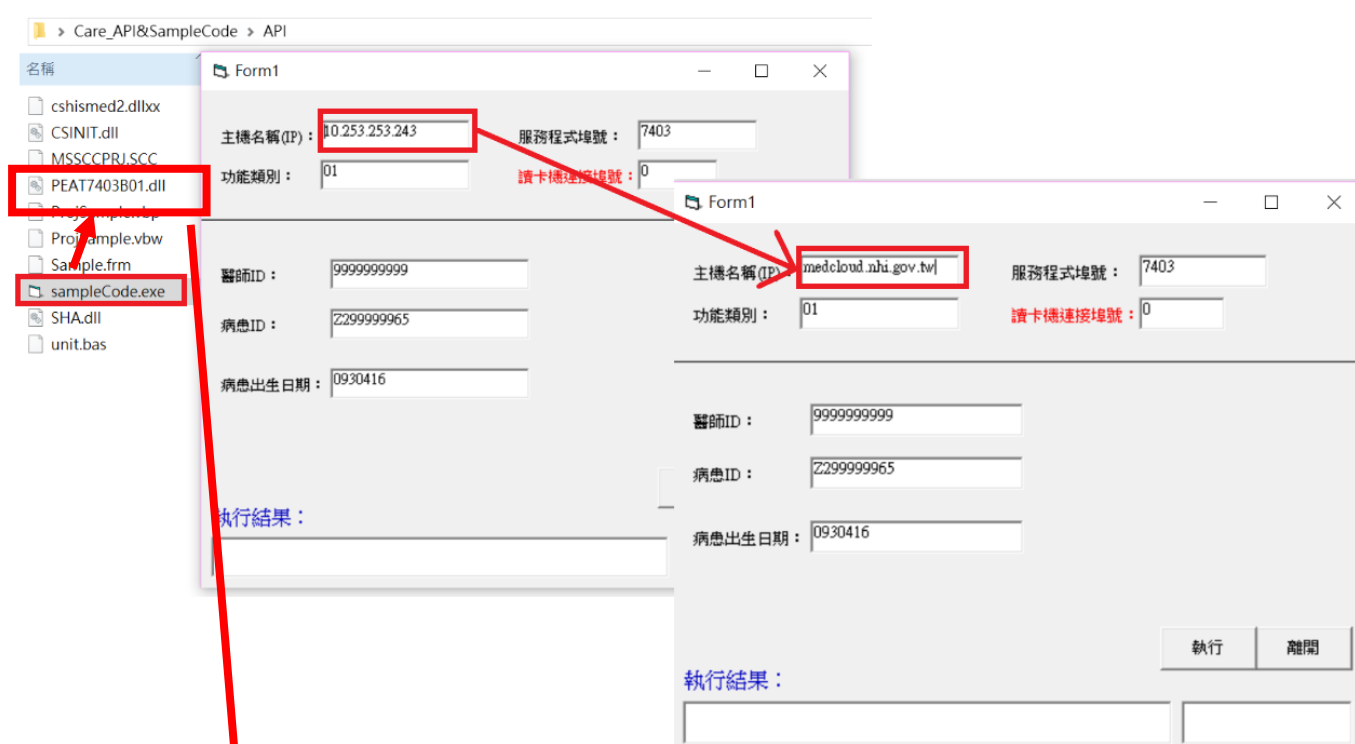 > Care_API&SampleCode > API
名稱
cshismed2.dllxx
CSINIT.dll
MSSCCPRJ.SCC
PEAT7403B01.dll
ProjSample.vbp
ProjSample.vbw
Sample.frm
sampleCode.exe
SHA.dll
unit.bas
Form1
主機名稱(IP)：10.253.253.243
服務程式埠號：7403
功能類別：01
讀卡機連接埠號：0
醫師ID：9999999999
病患ID：Z299999965
病患出生日期：0930416
執行結果：
Form1
主機名稱(IP)：medcloud.nhi.gov.tw
服務程式埠號：7403
功能類別：01
讀卡機連接埠號：0
醫師ID：9999999999
病患ID：Z299999965
病患出生日期：0930416
執行
離開
執行結果：